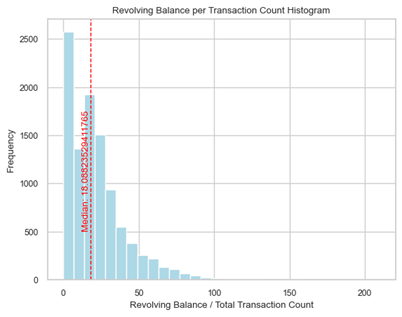 Revolving Balance per Transaction Count Histogram
Frequency
2500
2000
1500
1000
500
0
Median: 18.08823529411765
0
50
100
150
200
Revolving Balance / Total Transaction Count